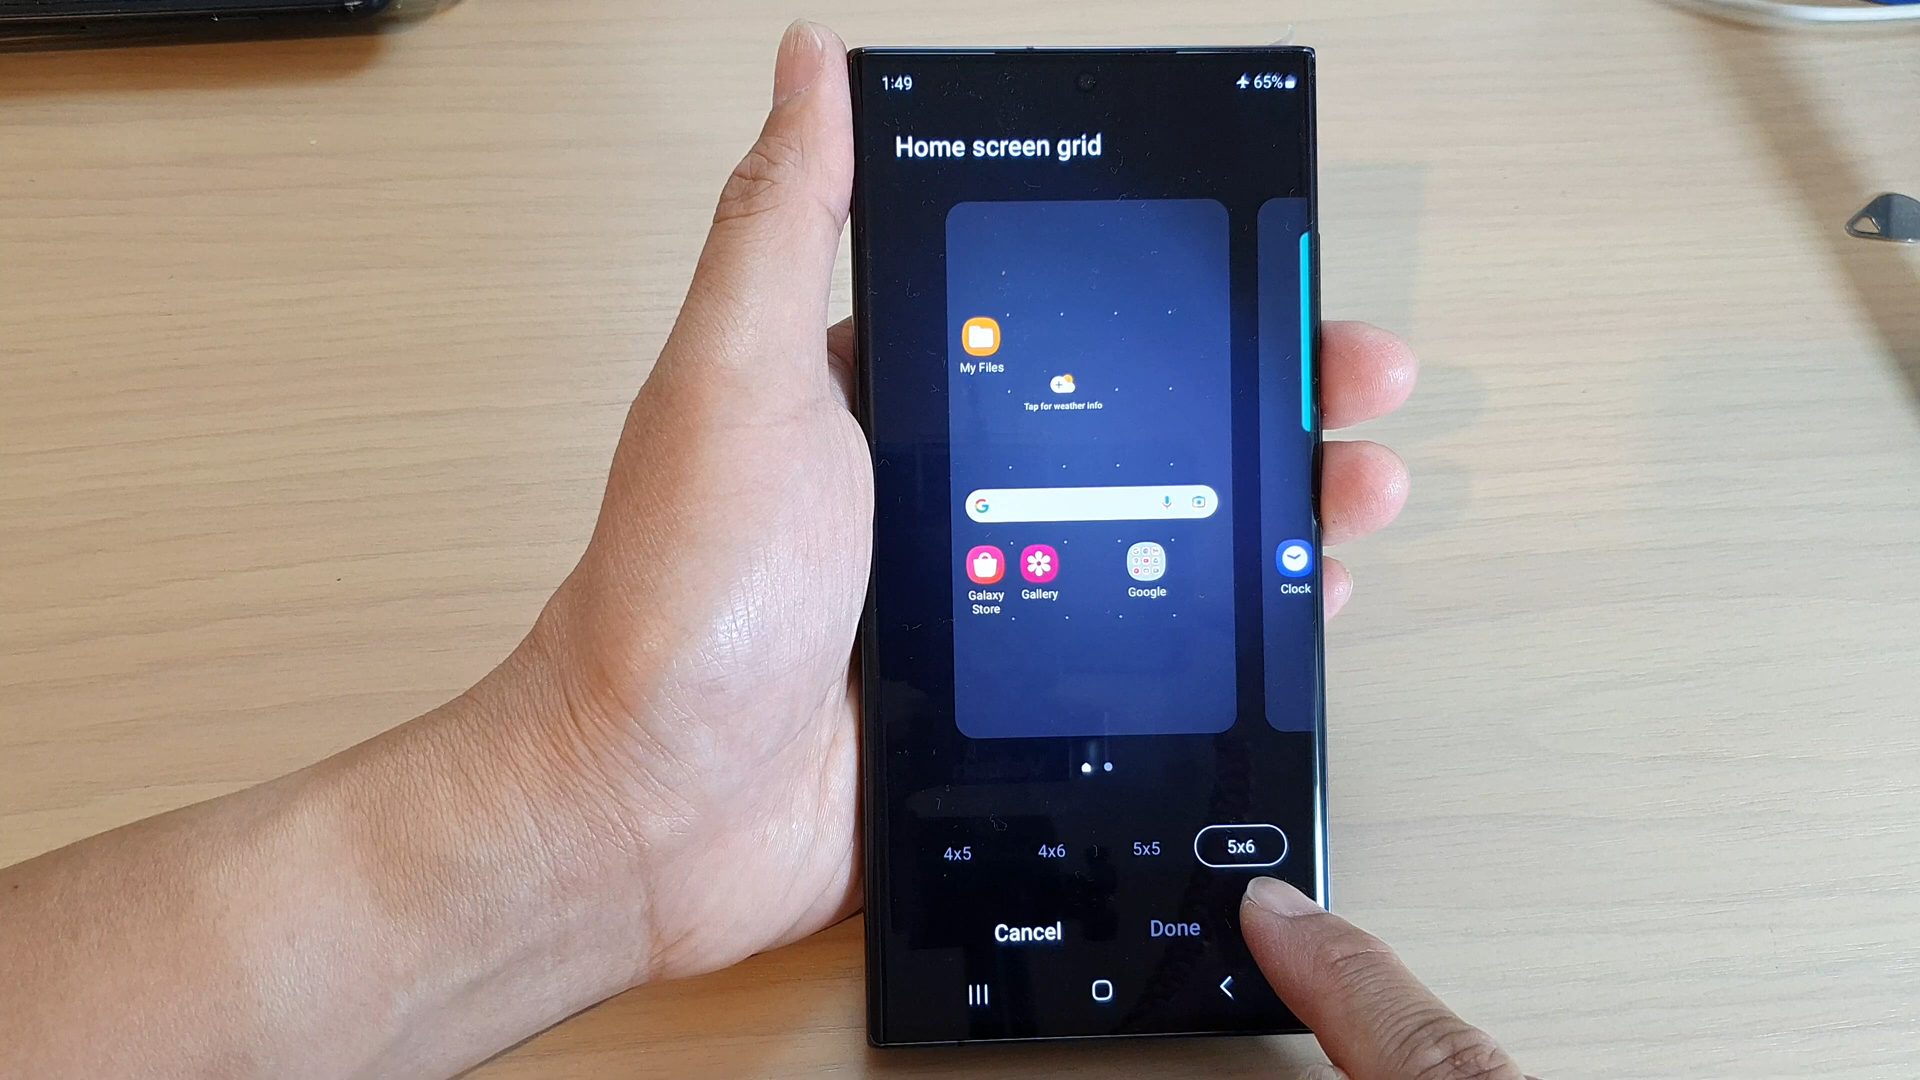 1:49
65%
Home screen grid
My Files
Tap for weather info
G
Galaxy
Store
Gallery
Google
Clock
4x5
4x6
5x5
5x6
Cancel
Done